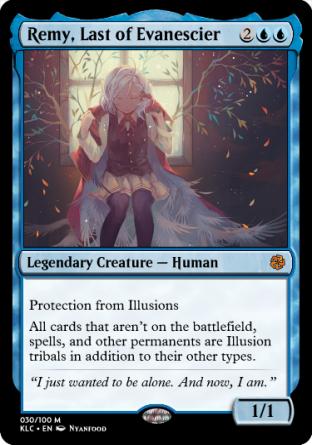 Remy, Last of Evanescier 2
Legendary Creature — Human
Protection from Illusions
All cards that aren't on the battlefield,
spells, and other permanents are Illusion
tribals in addition to their other types.
“I just wanted to be alone. And now, I am.”
030/100 M
KLC • EN Nyanfood
1/1